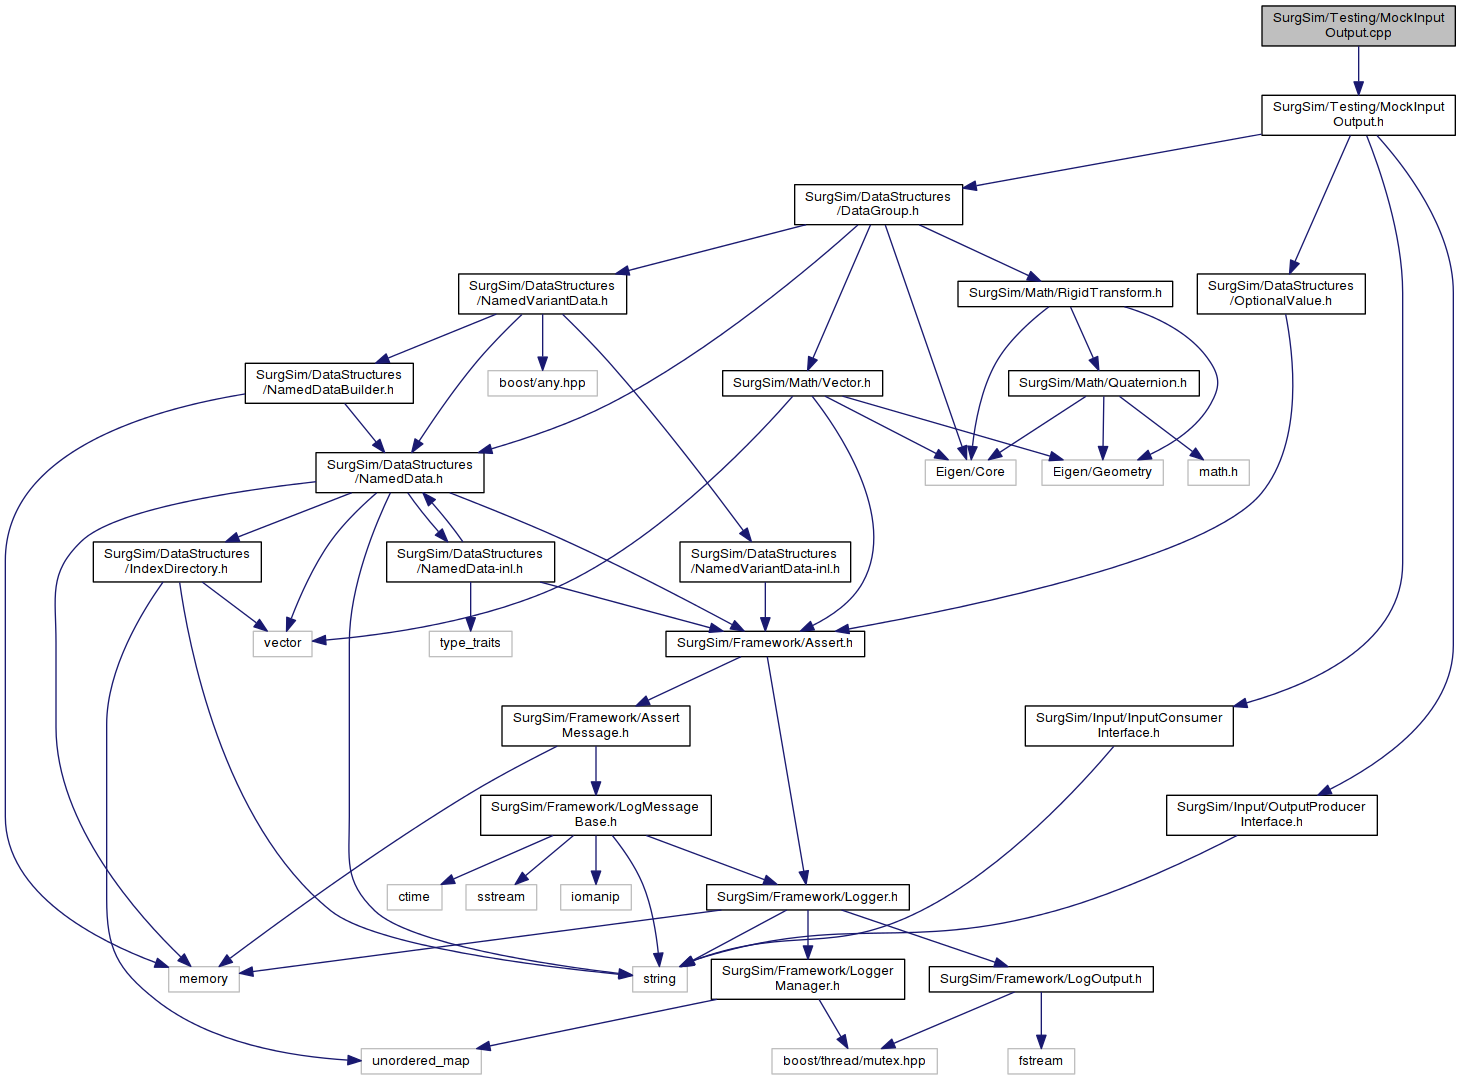 SurgSim/Testing/MockInput
Output.cpp
SurgSim/Testing/MockInput
Output.h
SurgSim/DataStructures
/DataGroup.h
SurgSim/DataStructures
/NamedVariantData.h
SurgSim/Math/RigidTransform.h
SurgSim/DataStructures
/OptionalValue.h
SurgSim/DataStructures
/NamedDataBuilder.h
boost/any.hpp
SurgSim/Math/Vector.h
SurgSim/Math/Quaternion.h
SurgSim/DataStructures
/NamedData.h
Eigen/Core
Eigen/Geometry
math.h
SurgSim/DataStructures
/IndexDirectory.h
SurgSim/DataStructures
/NamedData-inl.h
SurgSim/DataStructures
/NamedVariantData-inl.h
vector
type_traits
SurgSim/Framework/Assert.h
SurgSim/Framework/Assert
Message.h
SurgSim/Input/InputConsumer
Interface.h
SurgSim/Framework/LogMessage
Base.h
SurgSim/Input/OutputProducer
Interface.h
ctime
sstream
iomanip
SurgSim/Framework/Logger.h
memory
string
SurgSim/Framework/Logger
Manager.h
SurgSim/Framework/LogOutput.h
unordered_map
boost/thread/mutex.hpp
fstream